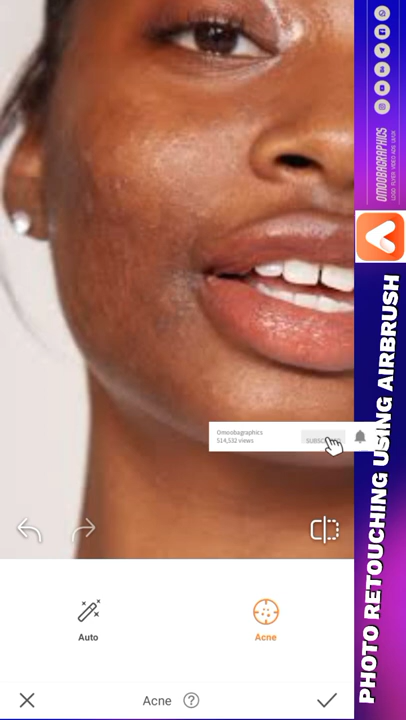 OMOOBAGRAPHICS
PHOTO RETOUCHING USING AIRBRUSH
Omoobagraphics
514,532 views
Auto
Acne
Acne ?